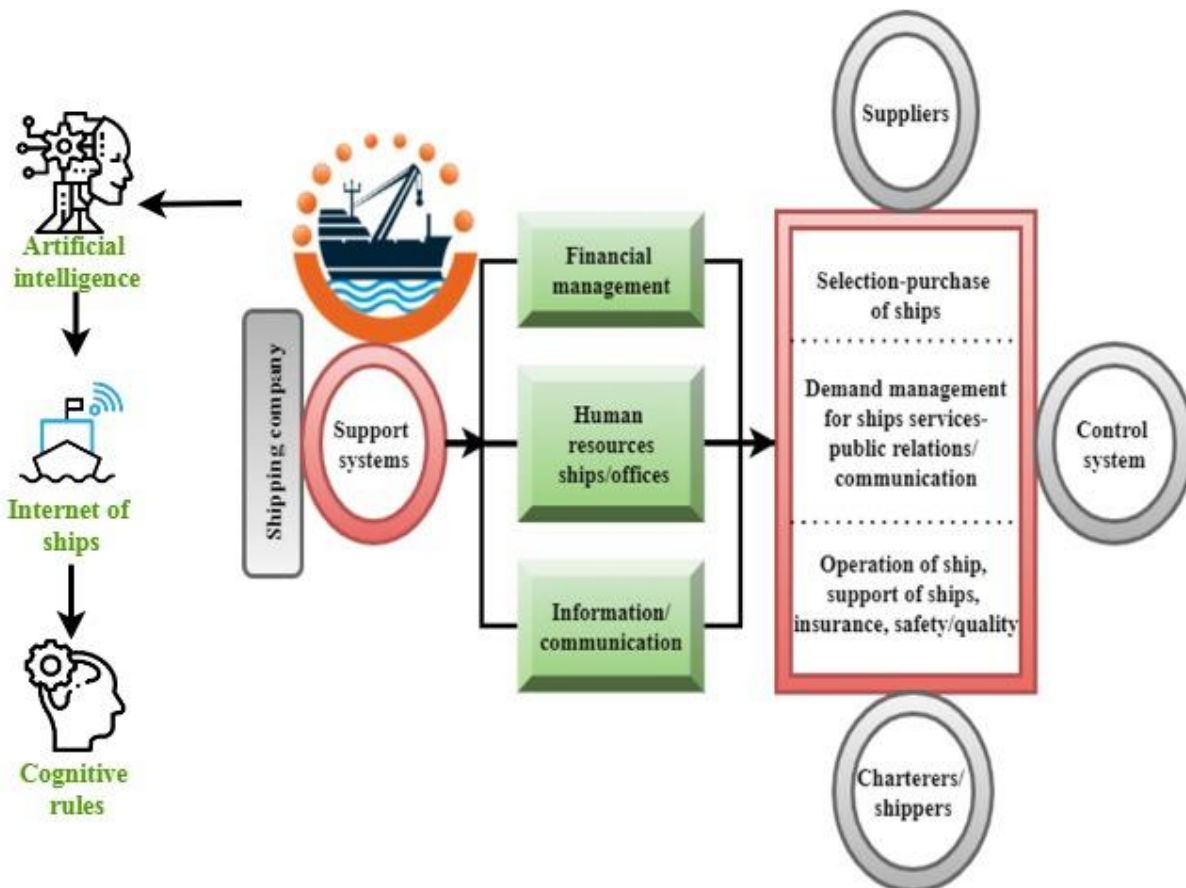 Artificial
intelligence
Internet of
ships
Cognitive
rules
Shipping company
Support
systems
Financial
management
Human
resources
ships/offices
Information/
communication
Suppliers
Selection-purchase
of ships
Demand management
for ships services-
public relations/
communication
Operation of ship,
support of ships,
insurance, safety/quality
Control
system
Charterers/
shippers